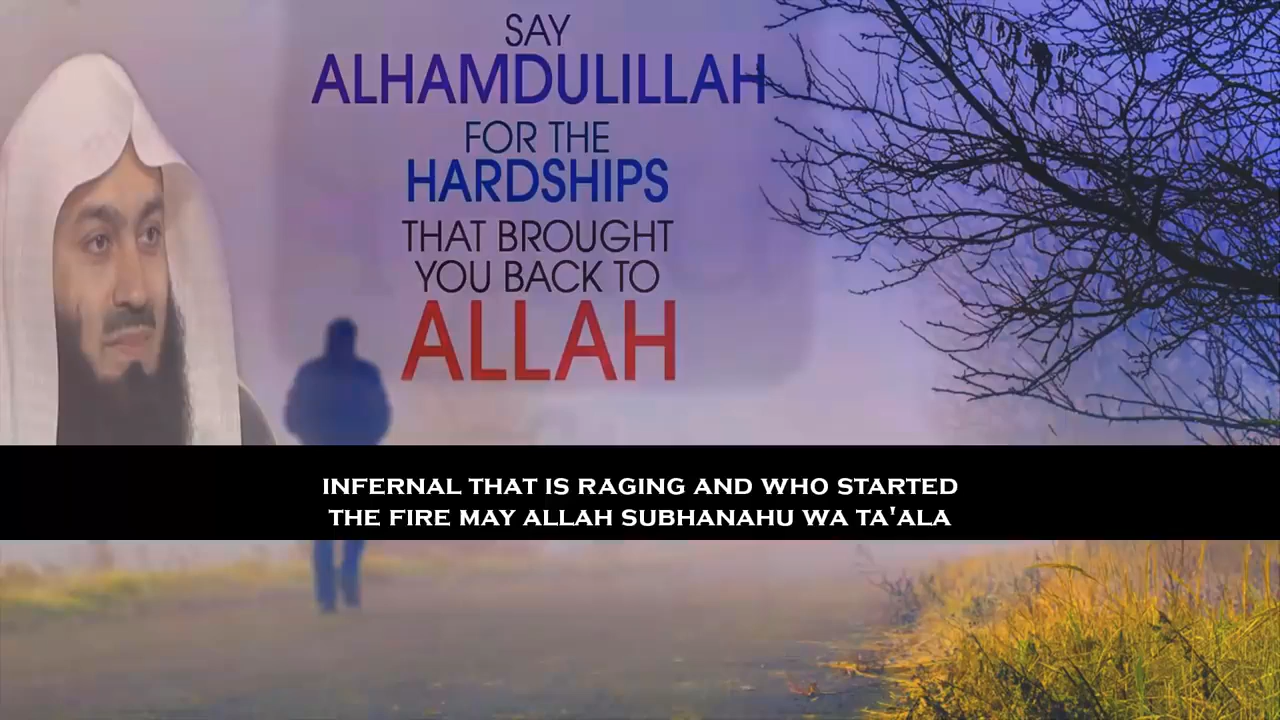 SAY
ALHAMDULILLAH
FOR THE
HARDSHIPS
THAT BROUGHT
YOU BACK TO
ALLAH
INFERNAL THAT IS RAGING AND WHO STARTED
THE FIRE MAY ALLAH SUBHANAHU WA TA'ALA